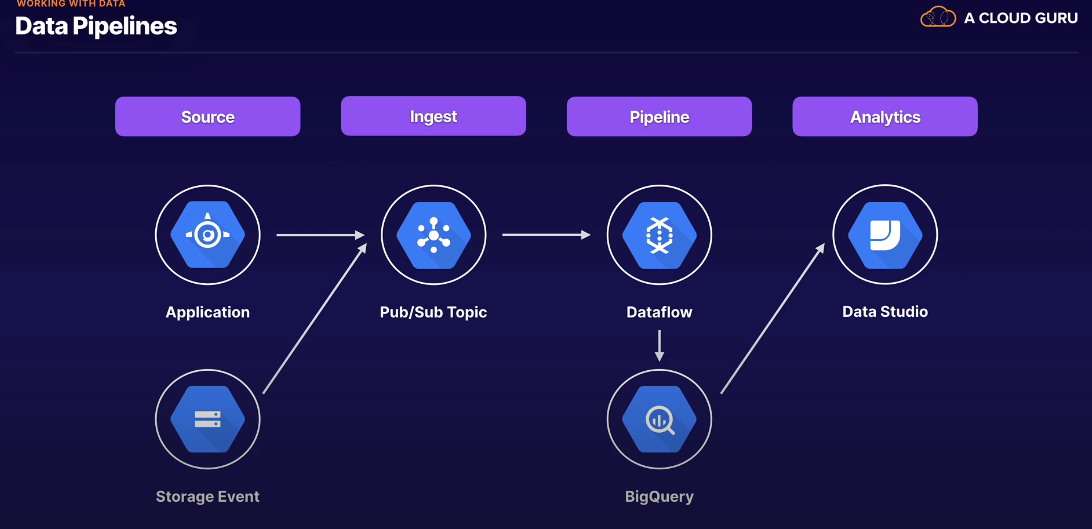 WORKING WITH DATA
Data Pipelines
A CLOUD GURU
Source
Ingest
Pipeline
Analytics
Application
Pub/Sub Topic
Dataflow
Data Studio
Storage Event
BigQuery